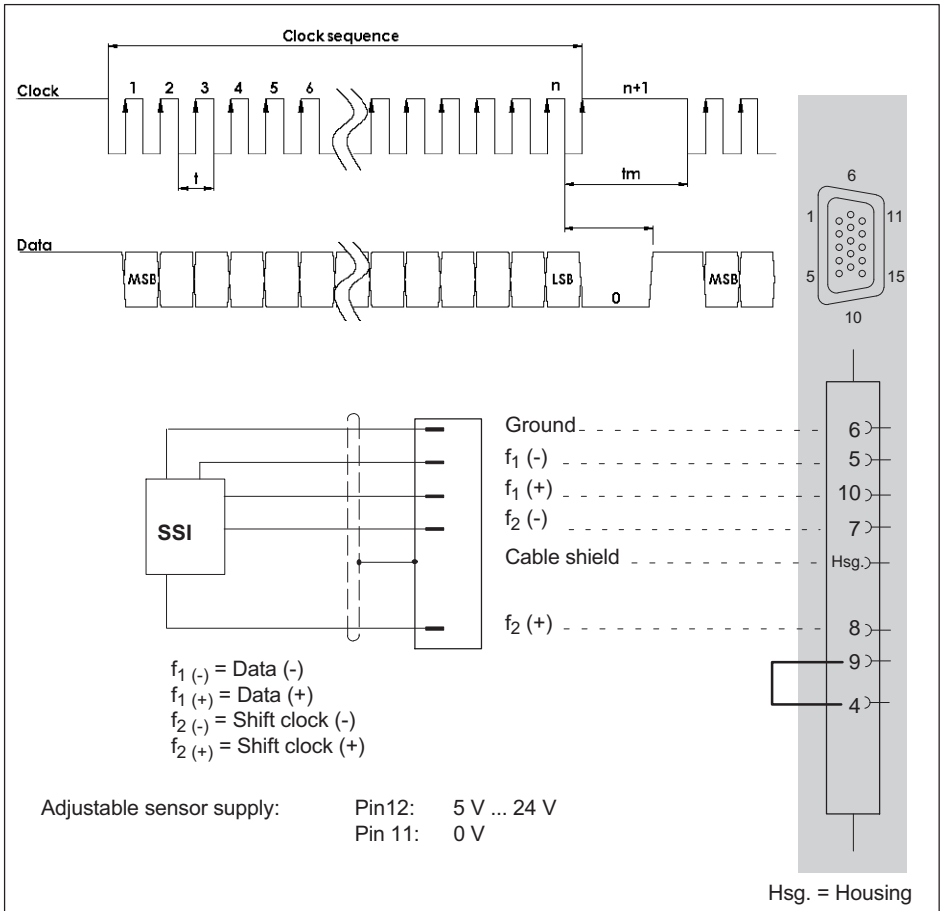 Clock sequence
Clock 1 2 3 4 5 6 n n+1
t
tm
Data MSB LSB 0 MSB
6
1 11
5 15
10
Ground 6
f1 (-) 5
f1 (+) 10
SSI
f2 (-) 7
Cable shield Hsg.
f2 (+) 8
9
4
f1 (-) = Data (-)
f1 (+) = Data (+)
f2 (-) = Shift clock (-)
f2 (+) = Shift clock (+)
Adjustable sensor supply: Pin12: 5 V ... 24 V
Pin 11: 0 V
Hsg. = Housing